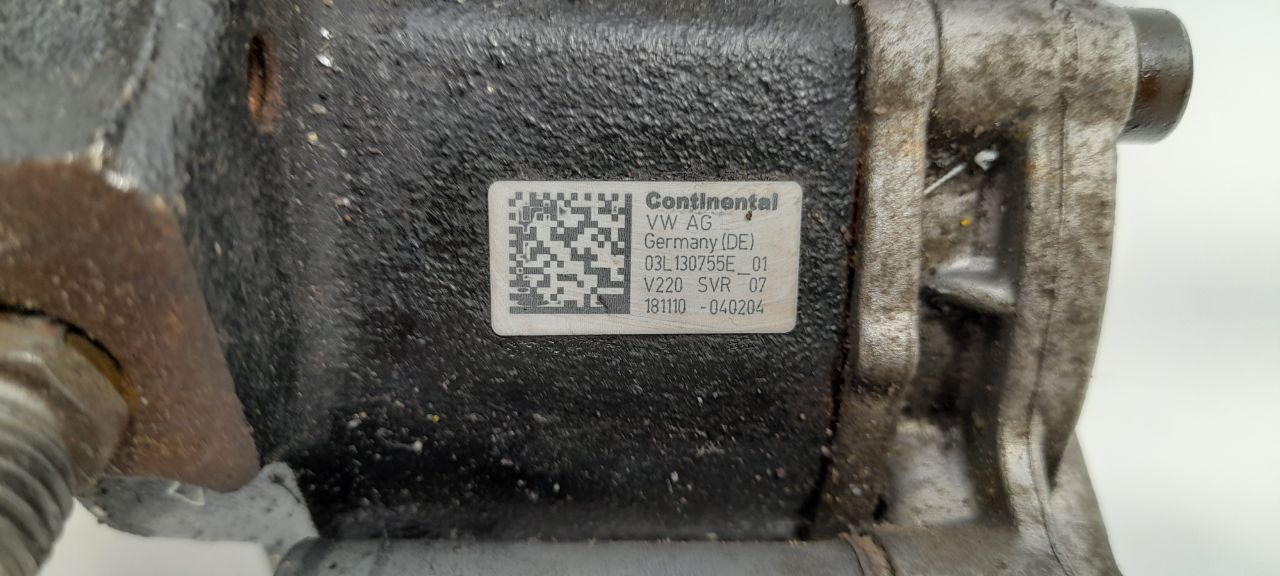 Continental
VW AG
Germany (DE)
03L130755E_01
V220 SVR 07
181110 -040204